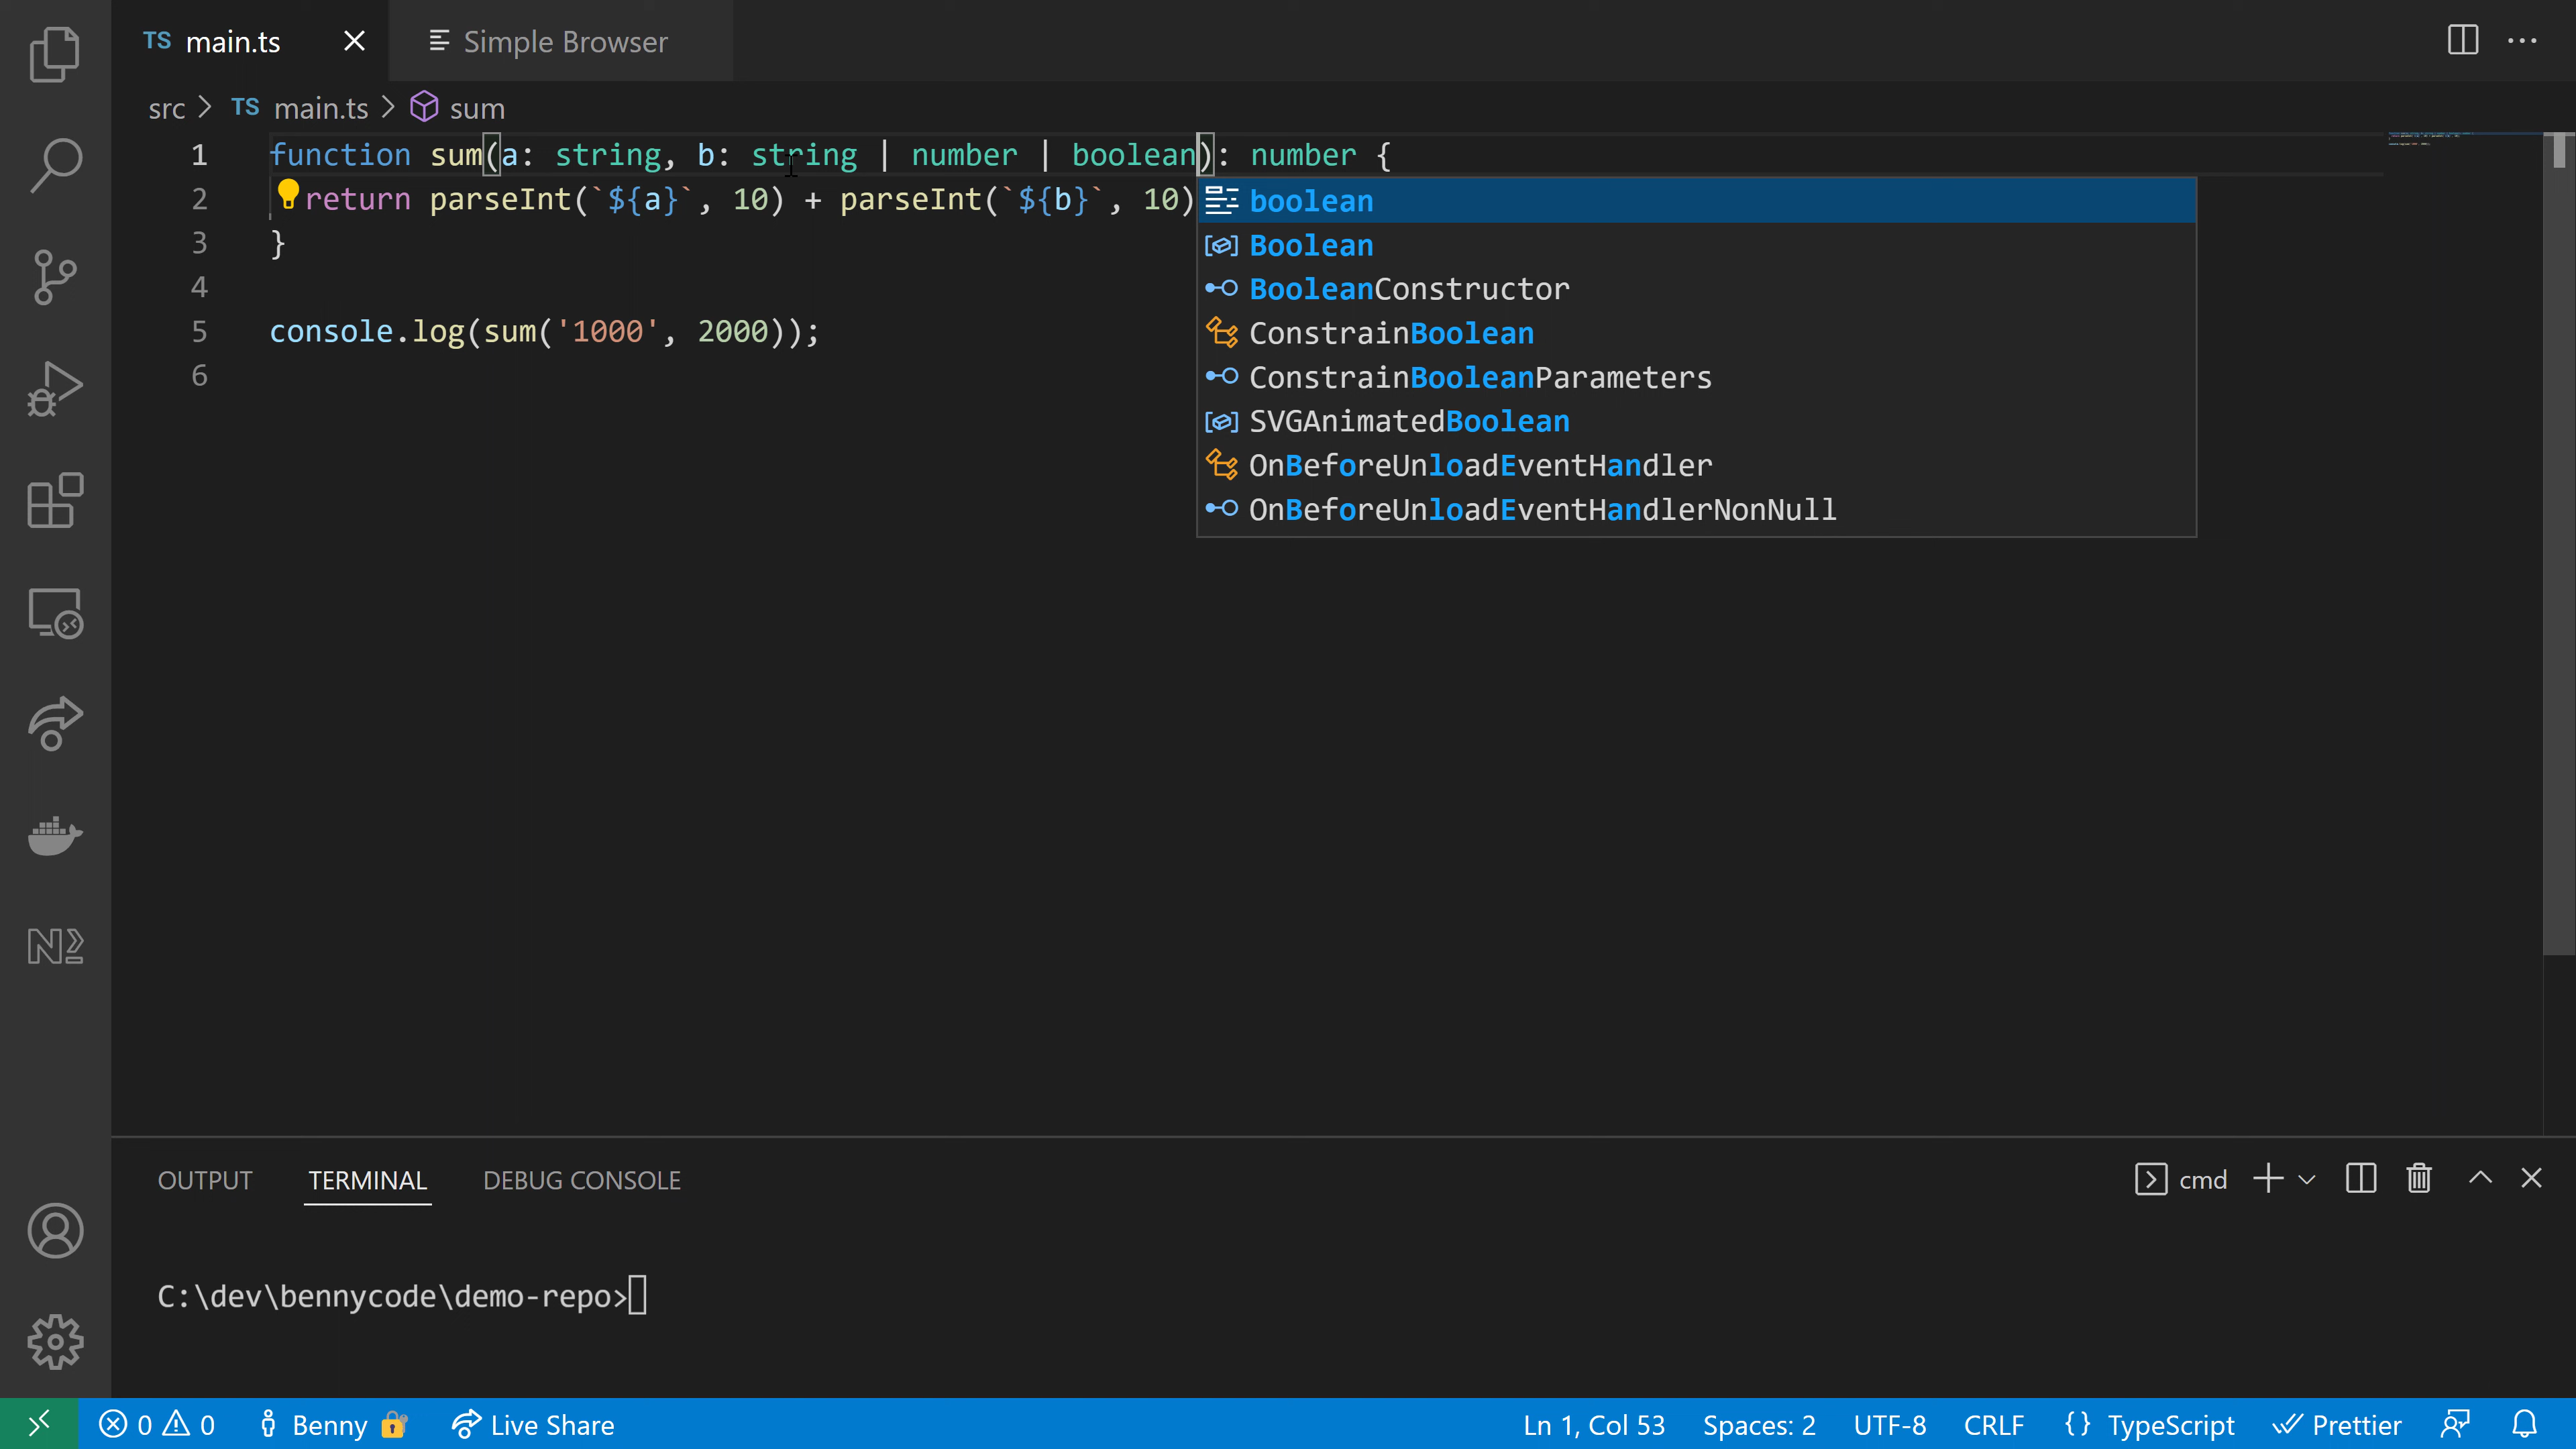 TS main.ts Simple Browser
src > TS main.ts > sum
1 function sum(a: string, b: string | number | boolean): number {
2 return parseInt(`${a}`, 10) + parseInt(`${b}`, 10)
3 }
4
5 console.log(sum('1000', 2000));
6
boolean
Boolean
BooleanConstructor
ConstrainBoolean
ConstrainBooleanParameters
SVGAnimatedBoolean
OnBeforeUnloadEventHandler
OnBeforeUnloadEventHandlerNonNull
OUTPUT TERMINAL DEBUG CONSOLE cmd
C:\dev\bennycode\demo-repo>
0 0 Benny Live Share Ln 1, Col 53 Spaces: 2 UTF-8 CRLF {} TypeScript Prettier